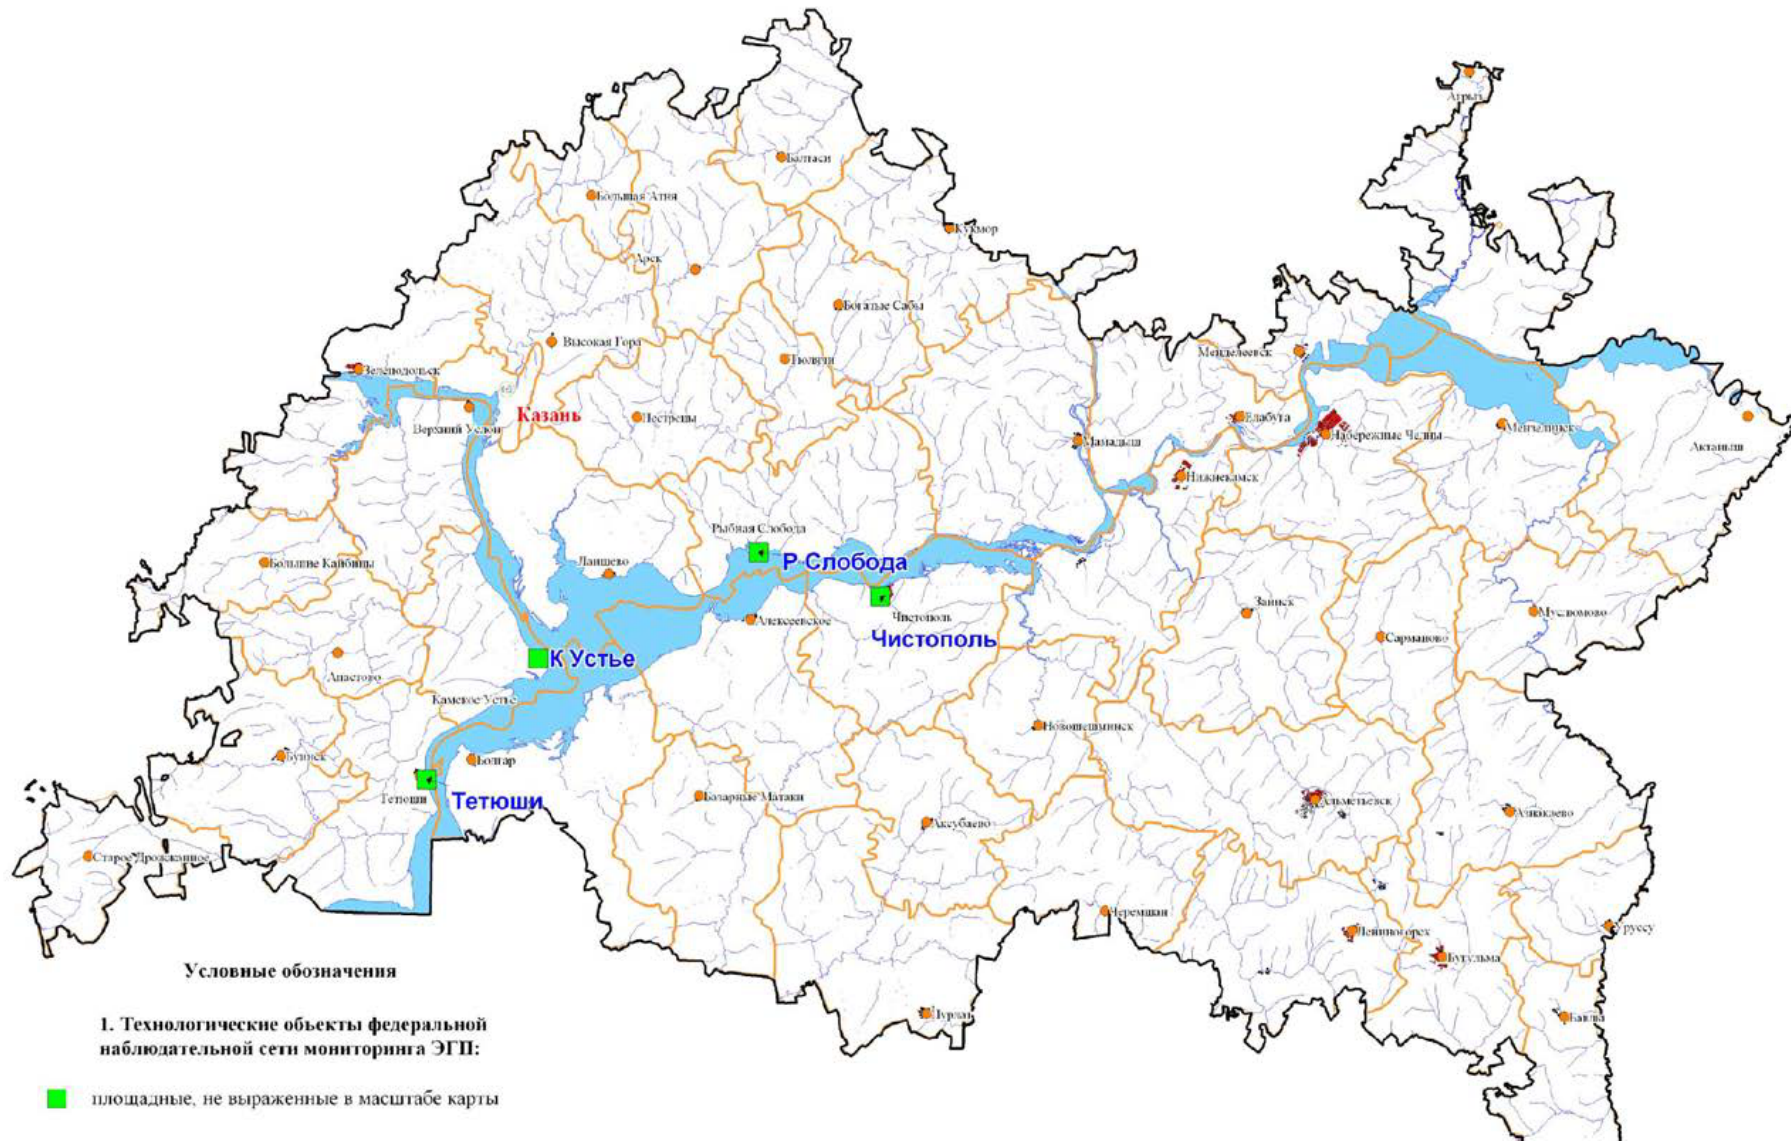 Агрыз
Балтаси
Большая Атня
Кукмор
Арск
Богатые Сабы
Высокая Гора
Тюлячи
Менделеевск
Зеленодольск
Казань
Пестрецы
Верхний Услон
Мамадыш
Елабуга
Набережные Челны
Мензелинск
Актаныш
Нижнекамск
Рыбная Слобода
Р Слобода
Большие Кайбицы
Лаишево
Алексеевское
Чистополь
Чистополь
Заинск
Сарманово
Муслюмово
К Устье
Апастово
Камское Устье
Новошешминск
Буинск
Болгар
Тетюши
Тетюши
Базарные Матаки
Аксубаево
Альметьевск
Азнакаево
Старое Дрожжаное
Черемшан
Лениногорск
Бугульма
Уруссу
Нурлат
Бавлы
Условные обозначения
1. Технологические объекты федеральной
наблюдательной сети мониторинга ЭГП:
площадные, не выраженные в масштабе карты